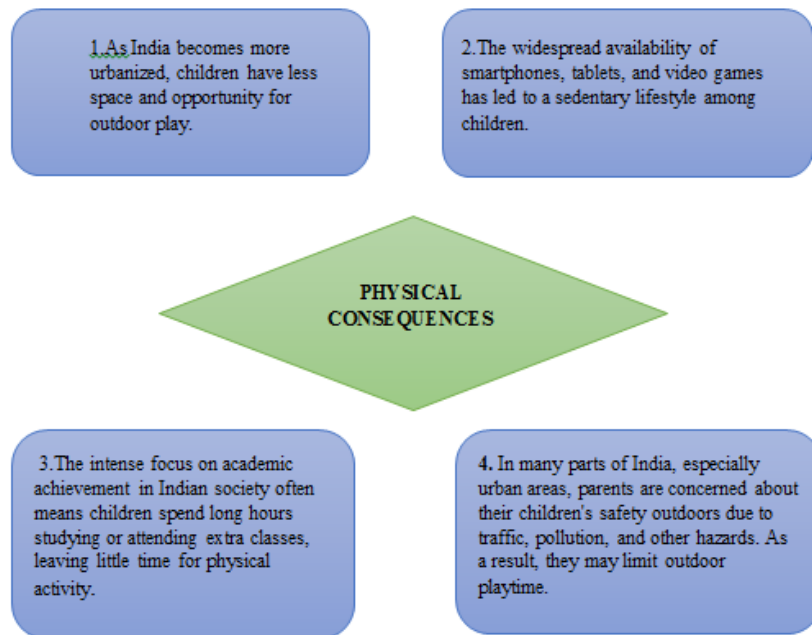 1.As India becomes more
urbanized, children have less
space and opportunity for
outdoor play.
2.The widespread availability of
smartphones, tablets, and video games
has led to a sedentary lifestyle among
children.
PHYSICAL
CONSEQUENCES
3.The intense focus on academic
achievement in Indian society often
means children spend long hours
studying or attending extra classes,
leaving little time for physical
activity.
4. In many parts of India, especially
urban areas, parents are concerned about
their children's safety outdoors due to
traffic, pollution, and other hazards. As
a result, they may limit outdoor
playtime.